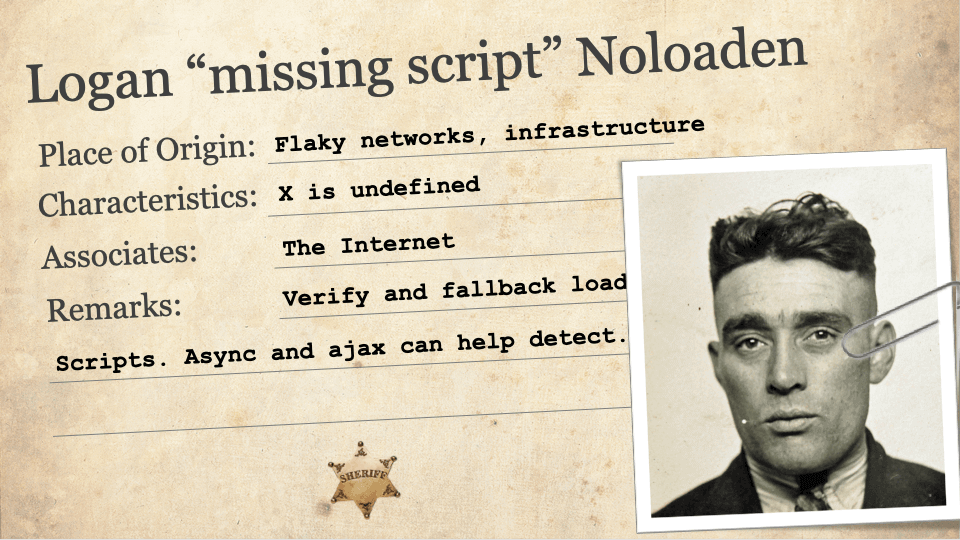 Logan “missing script” Noloaden
Place of Origin: Flaky networks, infrastructure
Characteristics: X is undefined
Associates: The Internet
Remarks: Verify and fallback load
Scripts. Async and ajax can help detect.
SHERIFF